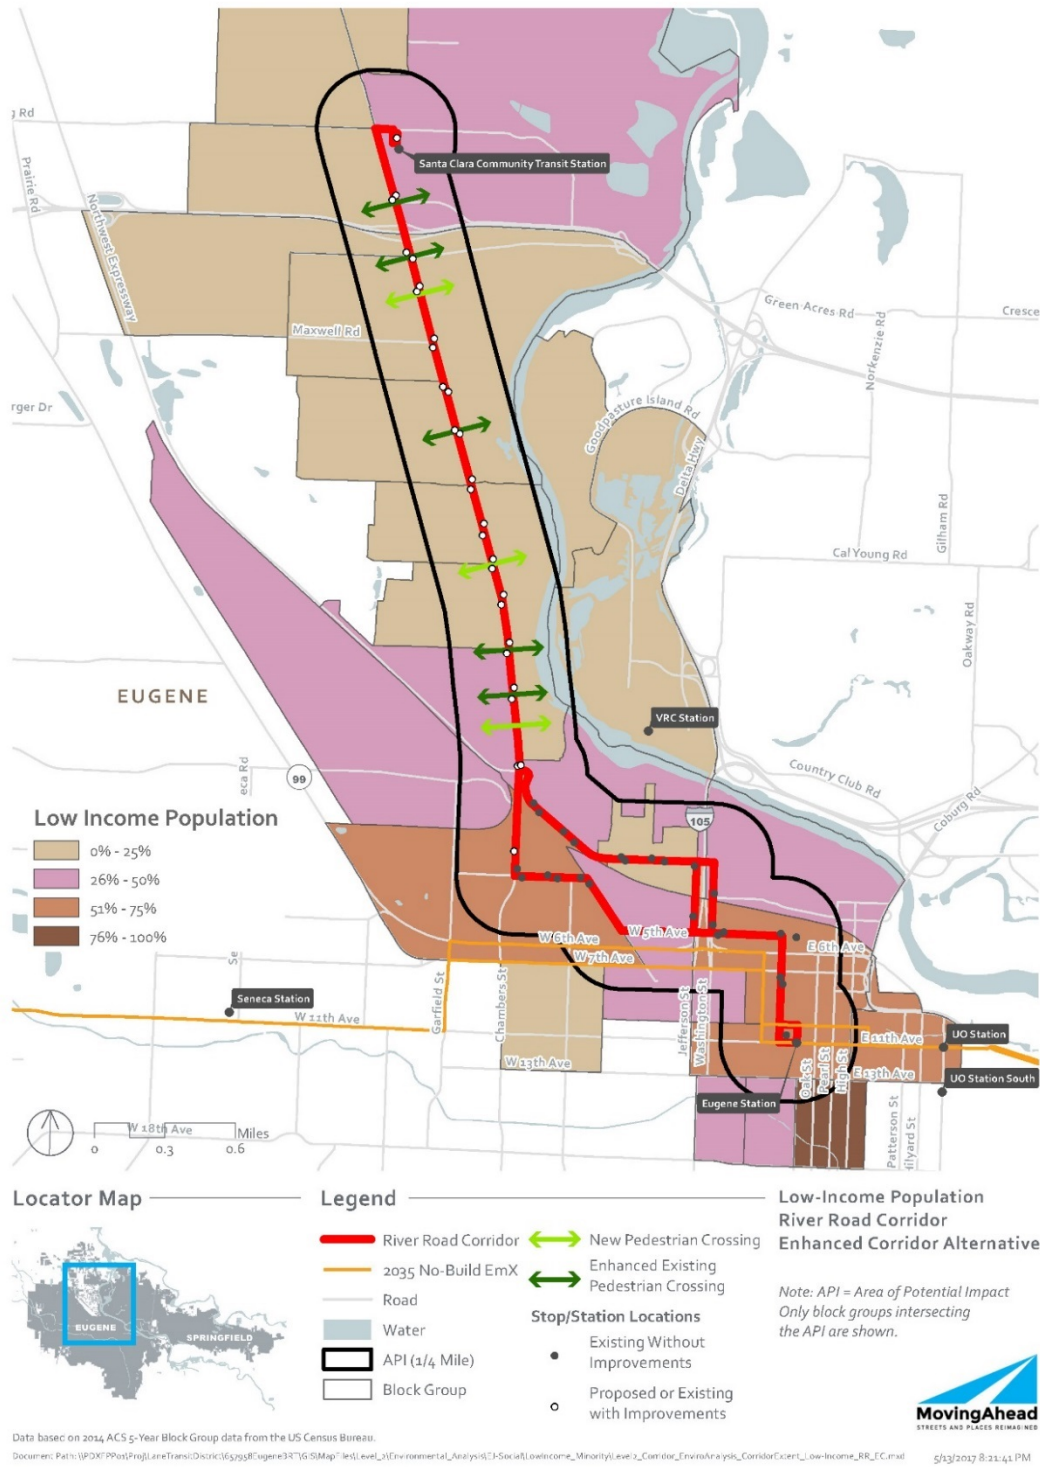 g Rd
Prairie Rd
Northwest Expressway
Santa Clara Community Transit Station
Maxwell Rd
Green Acres Rd
Cresce
Norkenzie Rd
rger Dr
Goodpasture Island Rd
Delta Hwy
Gilham Rd
Cal Young Rd
Oakway Rd
EUGENE
VRC Station
99
eca Rd
Country Club Rd
Coburg Rd
105
Low Income Population
0% - 25%
26% - 50%
51% - 75%
76% - 100%
W 5th Ave
W 6th Ave
E 6th Ave
W 7th Ave
Se
Seneca Station
W 11th Ave
Garfield St
Chambers St
Jefferson St
Washington St
E 11th Ave
UO Station
W 13th Ave
Oak St
Pearl St
High St
E 13th Ave
UO Station South
Eugene Station
Patterson St
Hilyard St
W 18th Ave
Miles
0 0.3 0.6
Locator Map
EUGENE
SPRINGFIELD
Legend
River Road Corridor
2035 No-Build EmX
Road
Water
API (1/4 Mile)
Block Group
New Pedestrian Crossing
Enhanced Existing
Pedestrian Crossing
Stop/Station Locations
Existing Without
Improvements
Proposed or Existing
with Improvements
Low-Income Population
River Road Corridor
Enhanced Corridor Alternative
Note: API = Area of Potential Impact
Only block groups intersecting
the API are shown.
MovingAhead
STREETS AND PLACES REIMAGINED
Data based on 2014 ACS 5-Year Block Group data from the US Census Bureau.
5/13/2017 8:21:41 PM